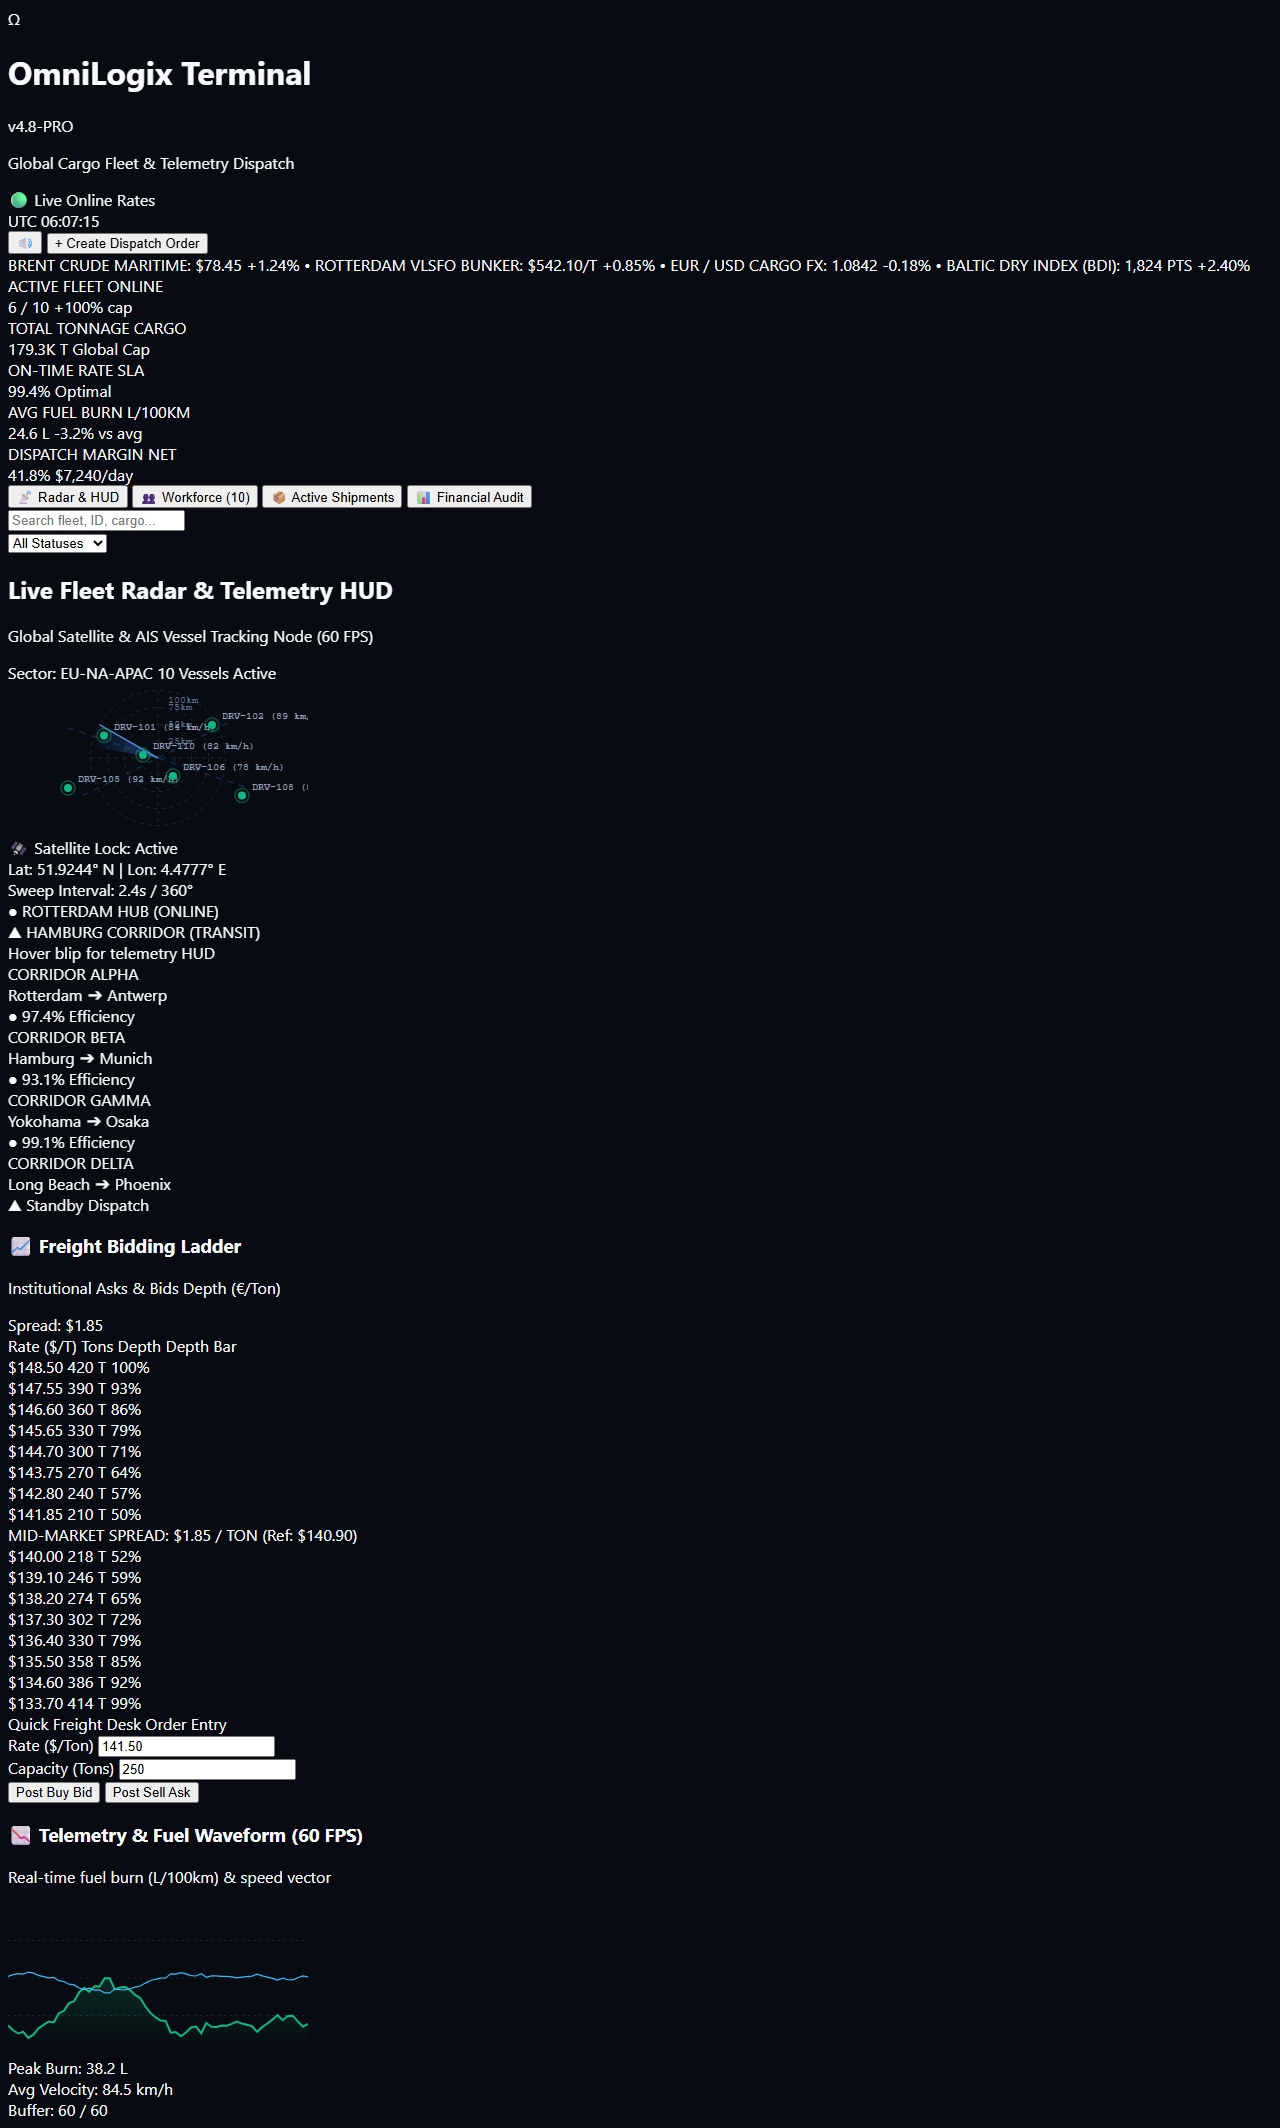 Ω
OmniLogix Terminal
v4.8-PRO
Global Cargo Fleet & Telemetry Dispatch
Live Online Rates
UTC 06:07:15
+ Create Dispatch Order
BRENT CRUDE MARITIME: $78.45 +1.24% • ROTTERDAM VLSFO BUNKER: $542.10/T +0.85% • EUR / USD CARGO FX: 1.0842 -0.18% • BALTIC DRY INDEX (BDI): 1,824 PTS +2.40%
ACTIVE FLEET ONLINE
6 / 10 +100% cap
TOTAL TONNAGE CARGO
179.3K T Global Cap
ON-TIME RATE SLA
99.4% Optimal
AVG FUEL BURN L/100KM
24.6 L -3.2% vs avg
DISPATCH MARGIN NET
41.8% $7,240/day
Radar & HUD Workforce (10) Active Shipments Financial Audit
Search fleet, ID, cargo...
All Statuses
Live Fleet Radar & Telemetry HUD
Global Satellite & AIS Vessel Tracking Node (60 FPS)
Sector: EU-NA-APAC 10 Vessels Active
100km
75km
DRV-102 (89 km/
50km
DRV-101 (84 km/h)
25km
DRV-110 (82 km/h)
DRV-106 (78 km/h)
DRV-105 (92 km/h)
DRV-108 (
Satellite Lock: Active
Lat: 51.9244° N | Lon: 4.4777° E
Sweep Interval: 2.4s / 360°
● ROTTERDAM HUB (ONLINE)
▲ HAMBURG CORRIDOR (TRANSIT)
Hover blip for telemetry HUD
CORRIDOR ALPHA
Rotterdam ➔ Antwerp
● 97.4% Efficiency
CORRIDOR BETA
Hamburg ➔ Munich
● 93.1% Efficiency
CORRIDOR GAMMA
Yokohama ➔ Osaka
● 99.1% Efficiency
CORRIDOR DELTA
Long Beach ➔ Phoenix
▲ Standby Dispatch
Freight Bidding Ladder
Institutional Asks & Bids Depth (€/Ton)
Spread: $1.85
Rate ($/T) Tons Depth Depth Bar
$148.50 420 T 100%
$147.55 390 T 93%
$146.60 360 T 86%
$145.65 330 T 79%
$144.70 300 T 71%
$143.75 270 T 64%
$142.80 240 T 57%
$141.85 210 T 50%
MID-MARKET SPREAD: $1.85 / TON (Ref: $140.90)
$140.00 218 T 52%
$139.10 246 T 59%
$138.20 274 T 65%
$137.30 302 T 72%
$136.40 330 T 79%
$135.50 358 T 85%
$134.60 386 T 92%
$133.70 414 T 99%
Quick Freight Desk Order Entry
Rate ($/Ton) 141.50
Capacity (Tons) 250
Post Buy Bid Post Sell Ask
Telemetry & Fuel Waveform (60 FPS)
Real-time fuel burn (L/100km) & speed vector
Peak Burn: 38.2 L
Avg Velocity: 84.5 km/h
Buffer: 60 / 60